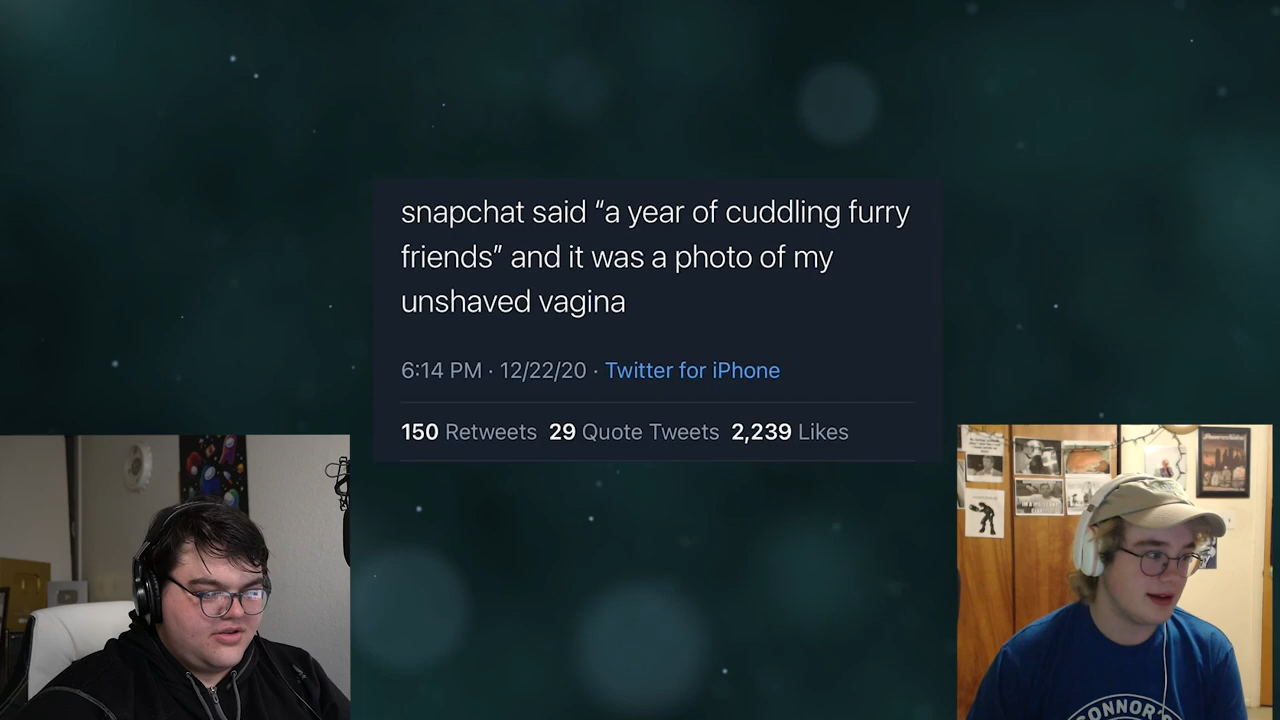 snapchat said “a year of cuddling furry
friends” and it was a photo of my
unshaved vagina
6:14 PM · 12/22/20 · Twitter for iPhone
150 Retweets 29 Quote Tweets 2,239 Likes
CONNOR'S